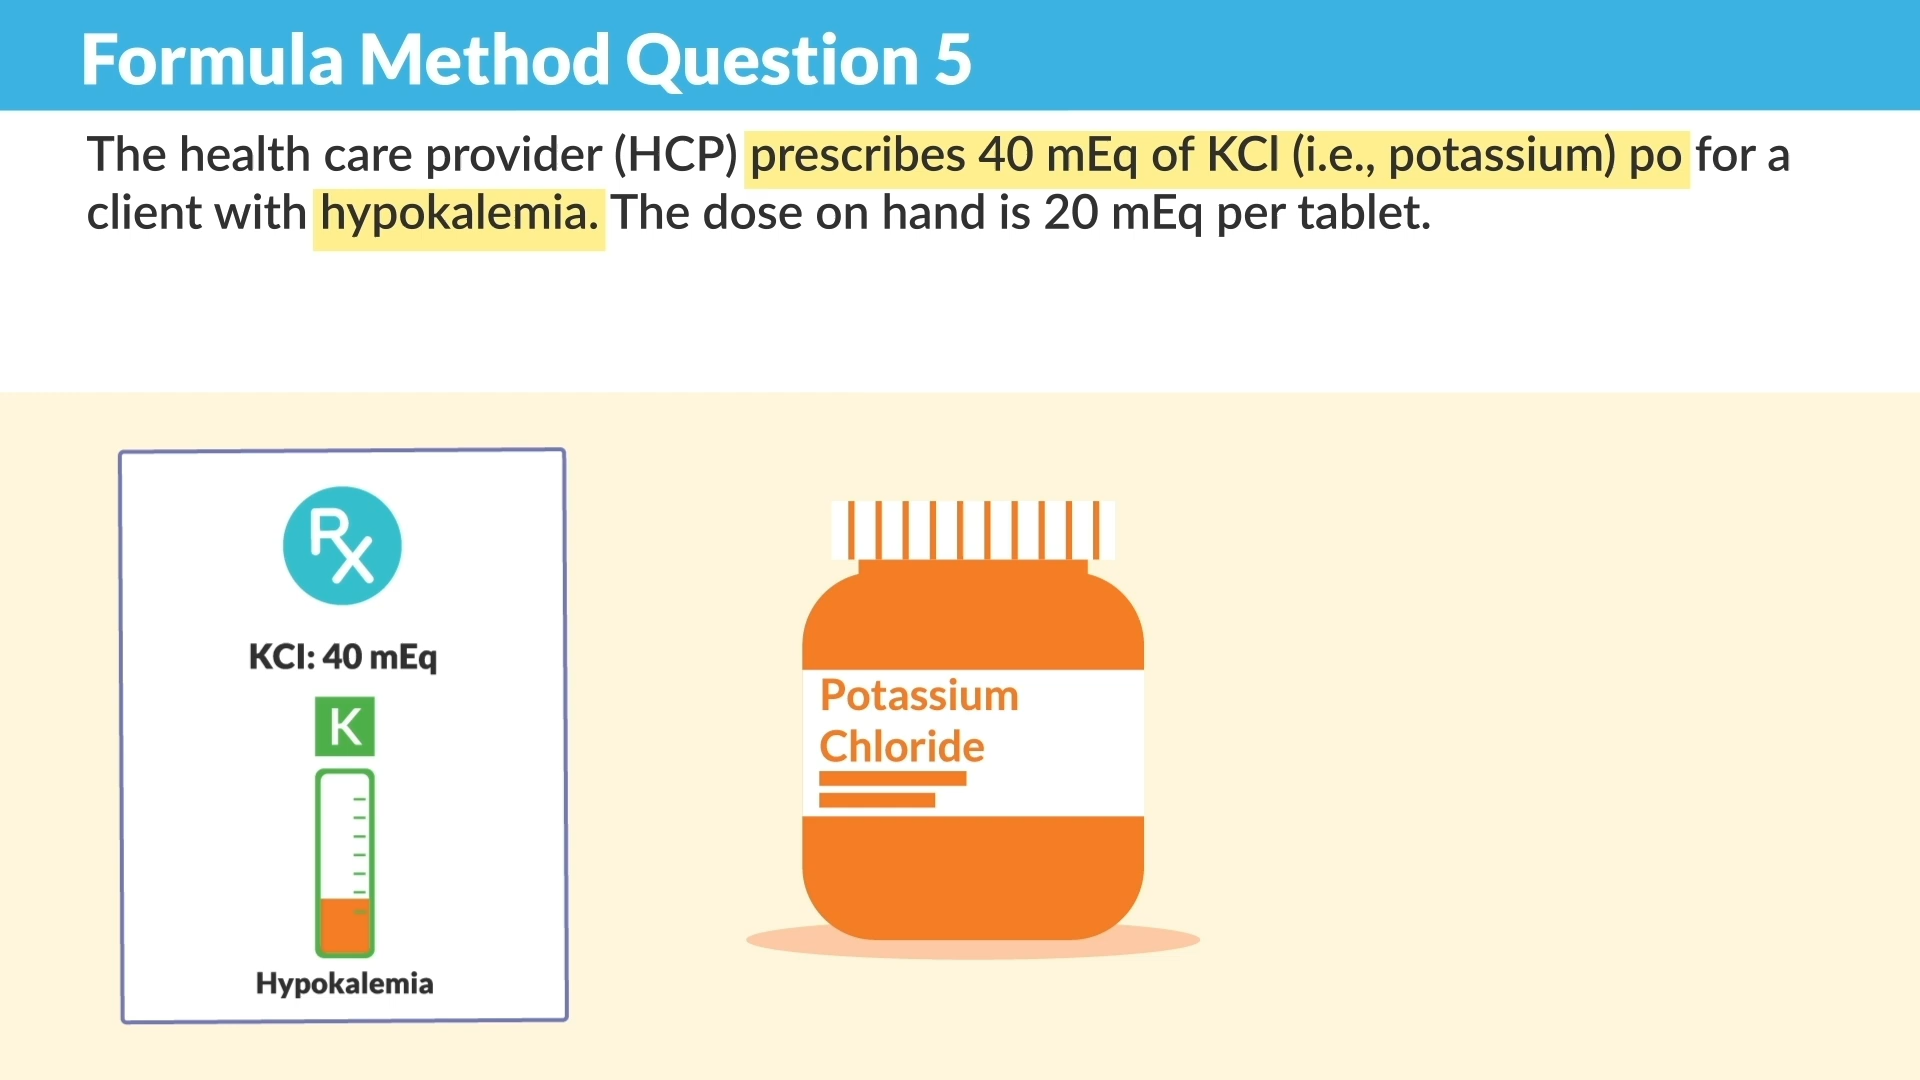 Formula Method Question 5
The health care provider (HCP) prescribes 40 mEq of KCl (i.e., potassium) po for a
client with hypokalemia. The dose on hand is 20 mEq per tablet.
Rx
KCl: 40 mEq
K
Hypokalemia
Potassium
Chloride